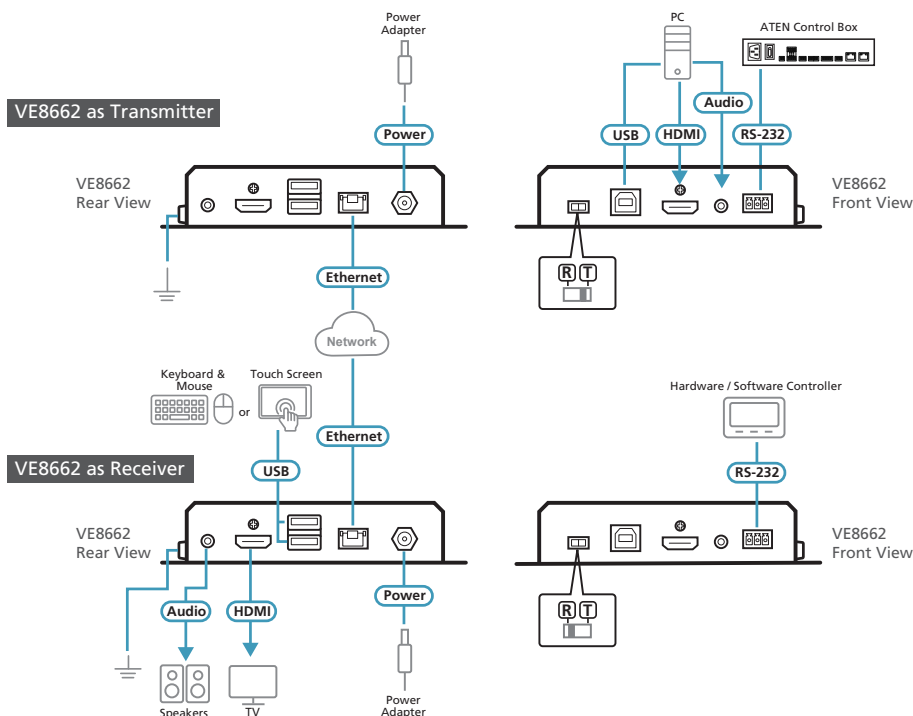 Power
Adapter
PC
ATEN Control Box
VE8662 as Transmitter
Power
USB
HDMI
Audio
RS-232
VE8662
Rear View
VE8662
Front View
R T
Ethernet
Network
Keyboard &
Mouse
or
Touch Screen
Hardware / Software Controller
Ethernet
VE8662 as Receiver
USB
RS-232
VE8662
Rear View
VE8662
Front View
Audio
HDMI
Power
R T
Speakers
TV
Power
Adapter